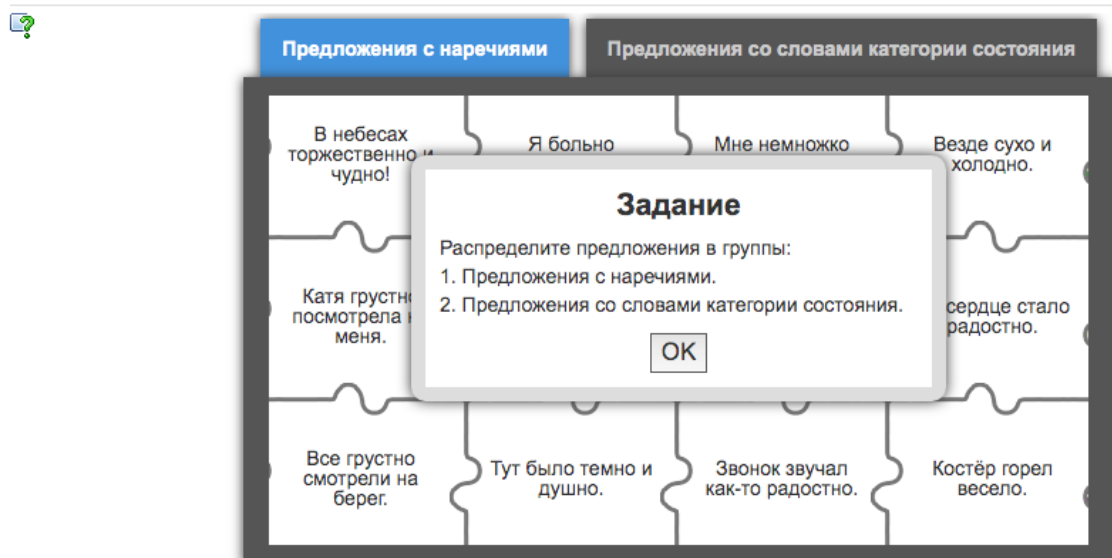 Предложения с наречиями
Предложения со словами категории состояния
В небесах
торжественно и
чудно!
Я больно
Мне немножко
Везде сухо и
холодно.
Задание
Распределите предложения в группы:
1. Предложения с наречиями.
2. Предложения со словами категории состояния.
OK
Катя грустно
посмотрела
меня.
сердце стало
радостно.
Все грустно
смотрели на
берег.
Тут было темно и
душно.
Звонок звучал
как-то радостно.
Костёр горел
весело.